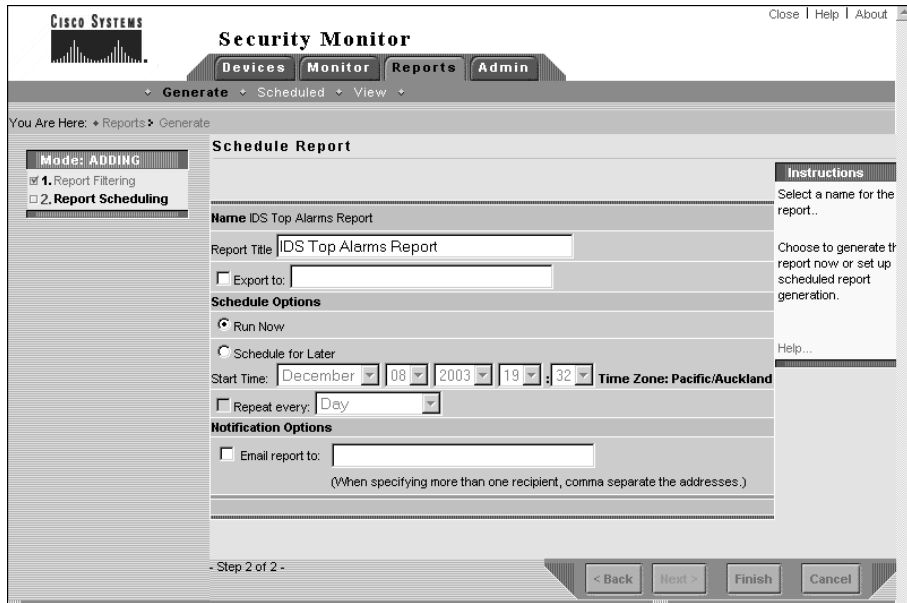 Close | Help | About
CISCO SYSTEMS
Security Monitor
Devices Monitor Reports Admin
Generate Scheduled View
You Are Here: Reports Generate
Mode: ADDING
1. Report Filtering
2. Report Scheduling
Schedule Report
Name IDS Top Alarms Report
Report Title IDS Top Alarms Report
Export to:
Schedule Options
Run Now
Schedule for Later
Start Time: December 08 2003 19 : 32 Time Zone: Pacific/Auckland
Repeat every: Day
Notification Options
Email report to:
(When specifying more than one recipient, comma separate the addresses.)
Instructions
Select a name for the
report..
Choose to generate th
report now or set up
scheduled report
generation.
Help...
- Step 2 of 2 -
< Back Next > Finish Cancel